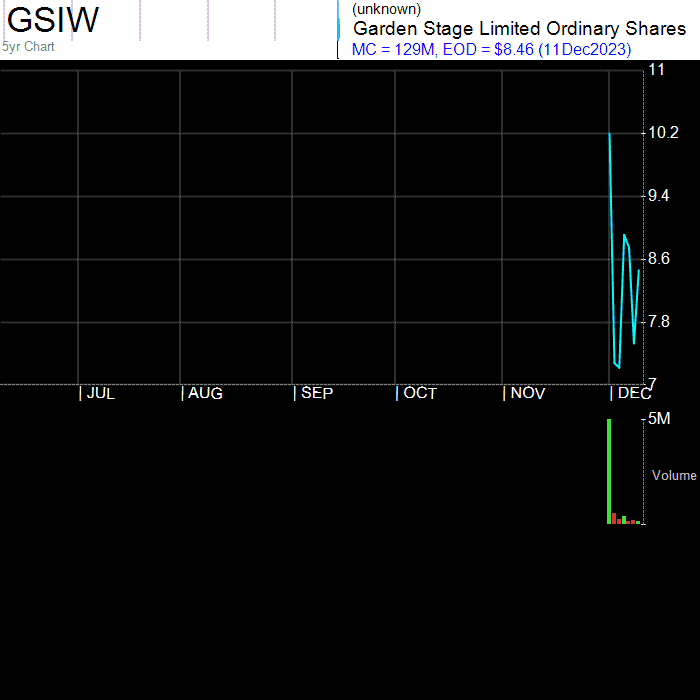 GSIW
5yr Chart
(unknown)
Garden Stage Limited Ordinary Shares
MC = 129M, EOD = $8.46 (11Dec2023)
11
10.2
9.4
8.6
7.8
7
| JUL | AUG | SEP | OCT | NOV | DEC
5M
Volume